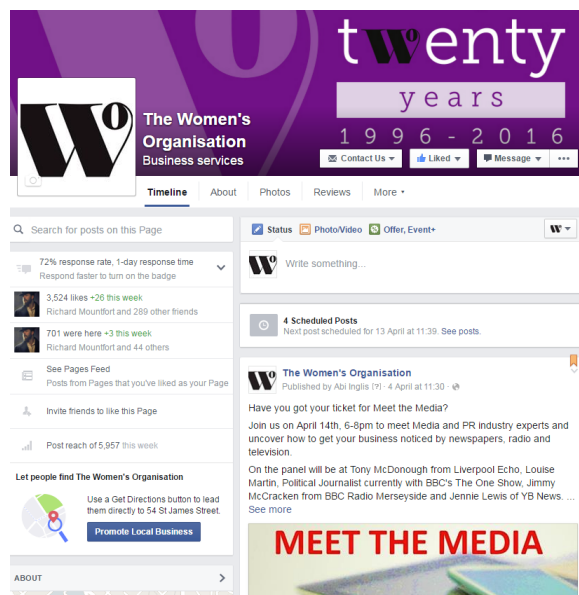 twenty
years
1996-2016
Wo
The Women's
Organisation
Business services
Contact Us
Liked
Message
Timeline
About
Photos
Reviews
More
Search for posts on this Page
72% response rate, 1-day response time
Respond faster to turn on the badge
3,524 likes +26 this week
Richard Mountfort and 289 other friends
701 were here +3 this week
Richard Mountfort and 44 others
See Pages Feed
Posts from Pages that you've liked as your Page
Invite friends to like this Page
Post reach of 5,957 this week
Let people find The Women's Organisation
Use a Get Directions button to lead
them directly to 54 St James Street.
Promote Local Business
ABOUT
Status Photo/Video Offer, Event+
Write something...
4 Scheduled Posts
Next post scheduled for 13 April at 11:39. See posts.
The Women's Organisation
Published by Abi Inglis [?] · 4 April at 11:30 ·
Have you got your ticket for Meet the Media?
Join us on April 14th, 6-8pm to meet Media and PR industry experts and
uncover how to get your business noticed by newspapers, radio and
television.
On the panel will be at Tony McDonough from Liverpool Echo, Louise
Martin, Political Journalist currently with BBC's The One Show, Jimmy
McCracken from BBC Radio Merseyside and Jennie Lewis of YB News. ...
See more
MEET THE MEDIA